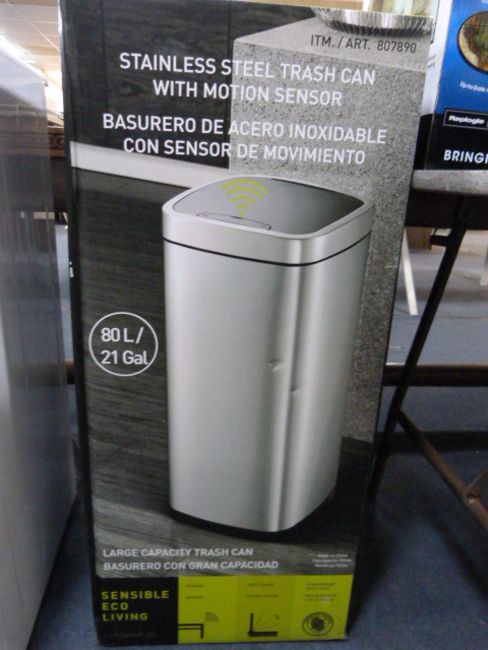 ITM. / ART. 807890
STAINLESS STEEL TRASH CAN
WITH MOTION SENSOR
BASURERO DE ACERO INOXIDABLE
CON SENSOR DE MOVIMIENTO
80 L /
21 Gal
LARGE CAPACITY TRASH CAN
BASURERO CON GRAN CAPACIDAD
SENSIBLE
ECO
LIVING
Replogle
BRING